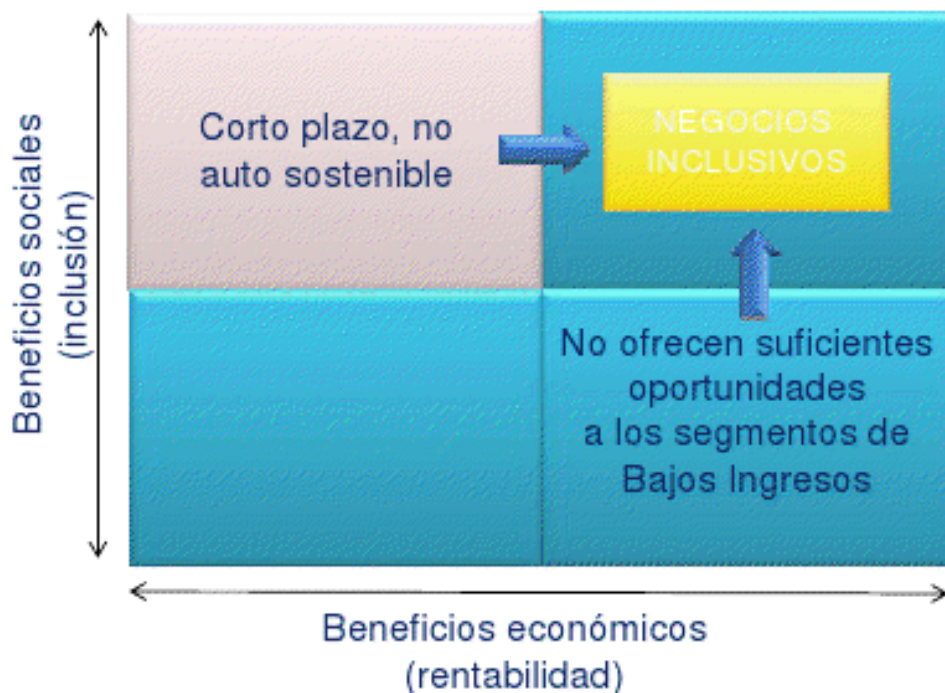 Beneficios sociales
(inclusión)
Corto plazo, no
auto sostenible
NEGOCIOS
INCLUSIVOS
No ofrecen suficientes
oportunidades
a los segmentos de
Bajos Ingresos
Beneficios económicos
(rentabilidad)